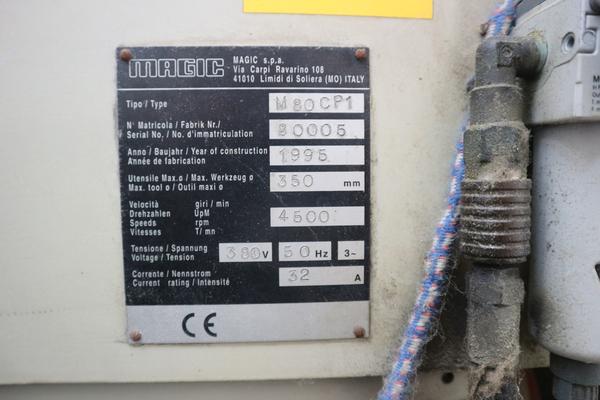 MAGIC
MAGIC s.p.a.
Via Carpi Ravarino 108
41010 Limidi di Soliera (MO) ITALY
Tipo / Type M80CP1
N° Matricola / Fabrik Nr./
Serial No. / No. d'immatriculation 80005
Anno / Baujahr / Year of construction
Année de fabrication 1995
Utensile Max.ø / Max. Werkzeug ø
Max. tool ø / Outil maxi ø 350 mm
Velocità giri / min
Drehzahlen UpM
Speeds rpm
Vitesses T/mn
4500
Tensione / Spannung
Voltage / Tension 380 V 50 Hz 3~
Corrente / Nennstrom
Current rating / Intensité 32 A
CE